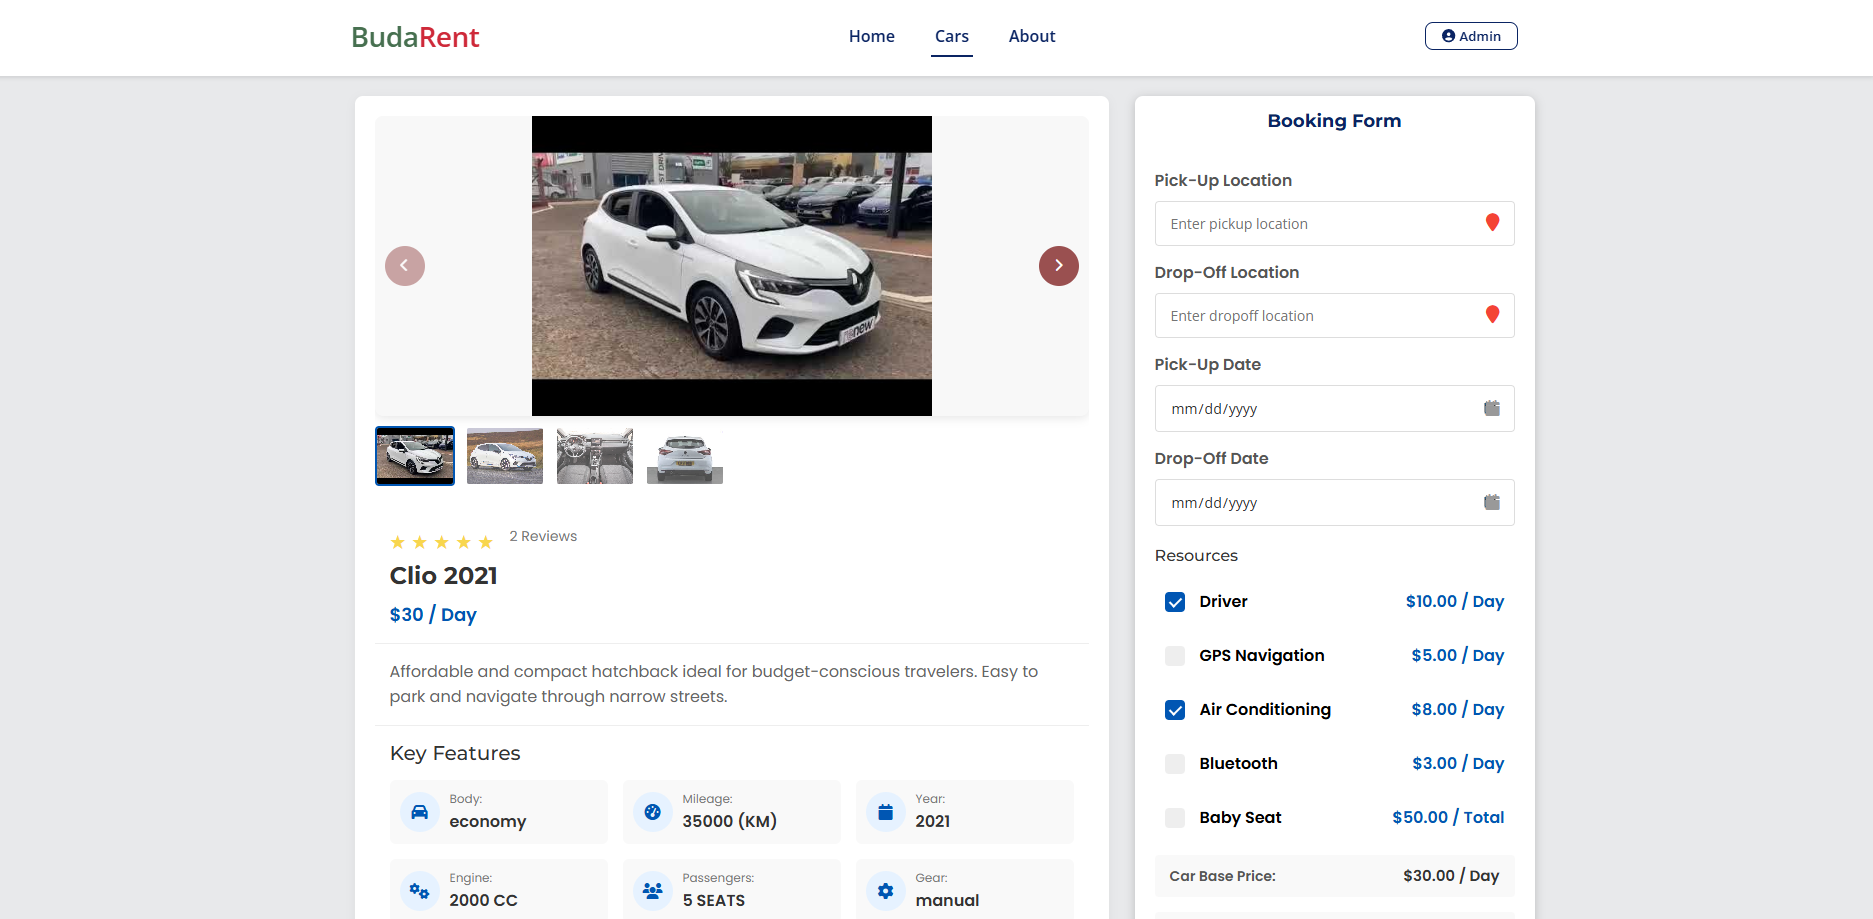 BudaRent
Home
Cars
About
Admin
new
2 Reviews
Clio 2021
$30 / Day
Affordable and compact hatchback ideal for budget-conscious travelers. Easy to
park and navigate through narrow streets.
Key Features
Body:
economy
Mileage:
35000 (KM)
Year:
2021
Engine:
2000 CC
Passengers:
5 SEATS
Gear:
manual
Booking Form
Pick-Up Location
Enter pickup location
Drop-Off Location
Enter dropoff location
Pick-Up Date
mm/dd/yyyy
Drop-Off Date
mm/dd/yyyy
Resources
Driver
$10.00 / Day
GPS Navigation
$5.00 / Day
Air Conditioning
$8.00 / Day
Bluetooth
$3.00 / Day
Baby Seat
$50.00 / Total
Car Base Price:
$30.00 / Day